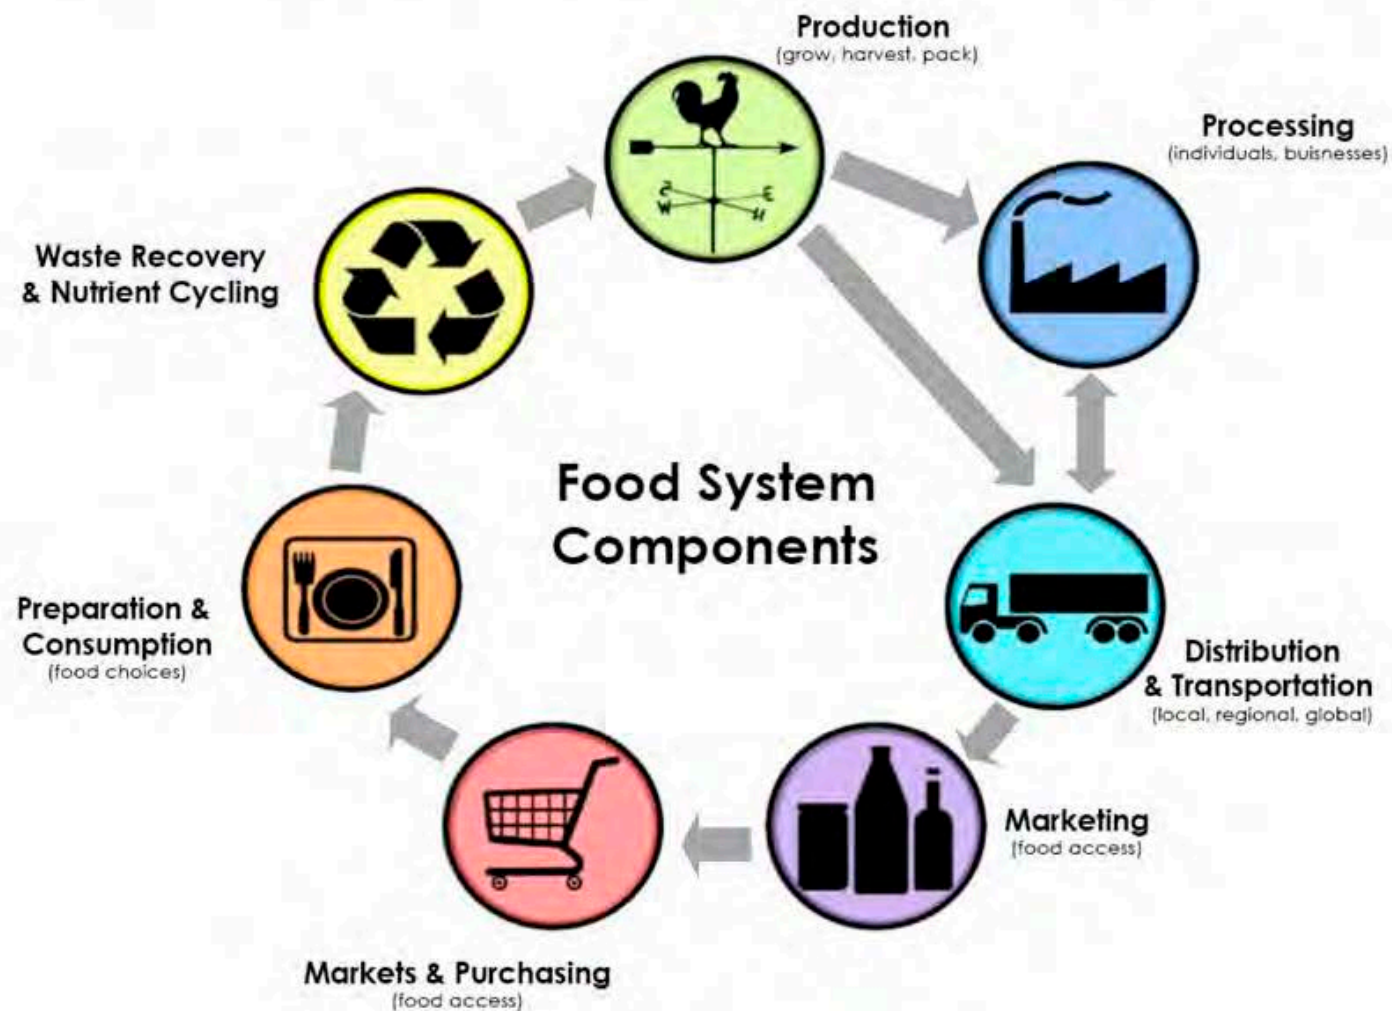 Production
(grow, harvest, pack)
Processing
(individuals, buisnesses)
Waste Recovery
& Nutrient Cycling
S
E
W
N
Food System
Components
Preparation &
Consumption
(food choices)
Distribution
& Transportation
(local, regional, global)
Marketing
(food access)
Markets & Purchasing
(food access)